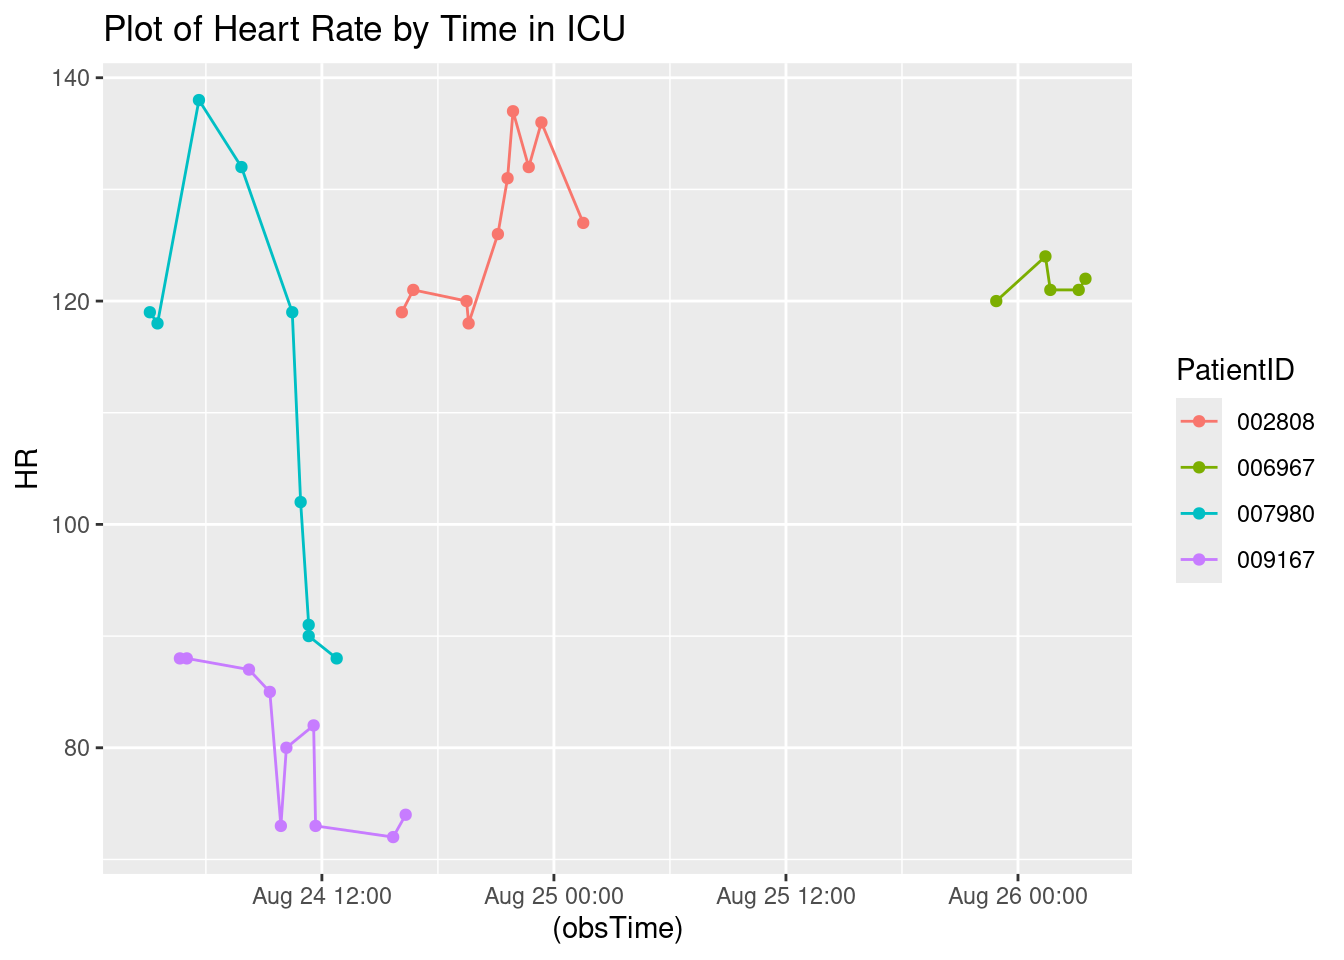 Plot of Heart Rate by Time in ICU
140
120
100
80
HR
Aug 24 12:00
Aug 25 00:00
Aug 25 12:00
Aug 26 00:00
(obsTime)
PatientID
002808
006967
007980
009167